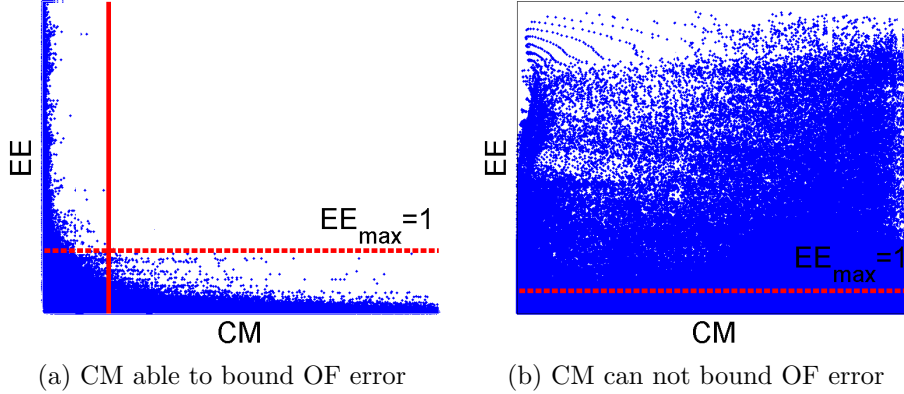 EE
EE_max=1
CM
(a) CM able to bound OF error
EE
EE_max=1
CM
(b) CM can not bound OF error